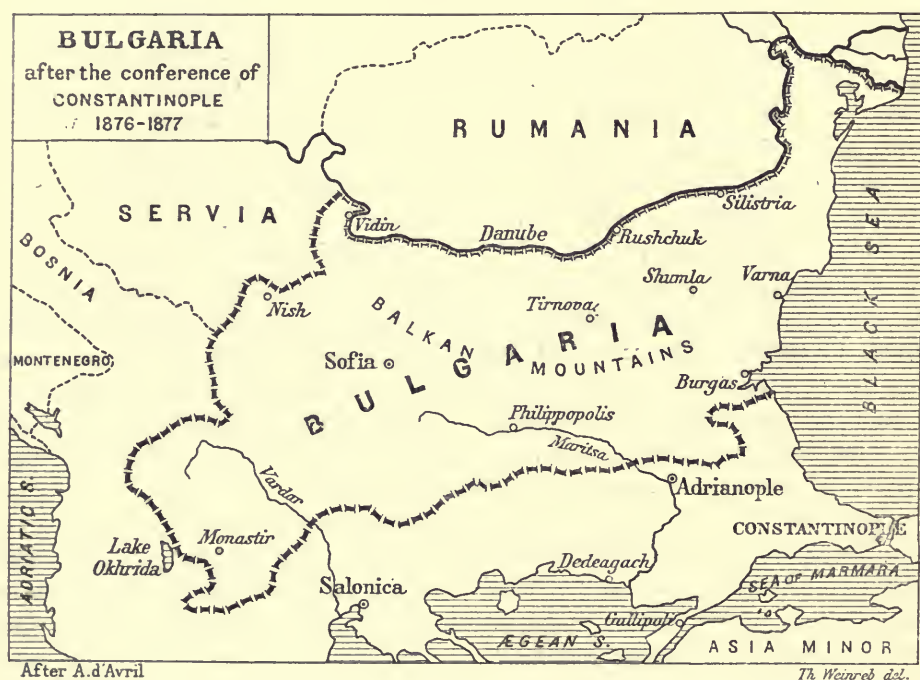 BULGARIA
after the conference of
CONSTANTINOPLE
1876-1877
RUMANIA
SERVIA
BOSNIA
MONTENEGRO
Vidin
Danube
Rushchuk
Silistria
Nish
Shumla
Varna
Tirnova
BALKAN
MOUNTAINS
Sofia
BULGARIA
Burgas
BLACK SEA
Philippopolis
Maritsa
Vardar
Adrianople
CONSTANTINOPLE
ADRIATIC S.
Lake
Okhrida
Monastir
Salonica
Dedeagach
SEA OF MARMARA
Gallipoli
ÆGEAN S.
ASIA MINOR
After A. d'Avril
Th Weinreb del.